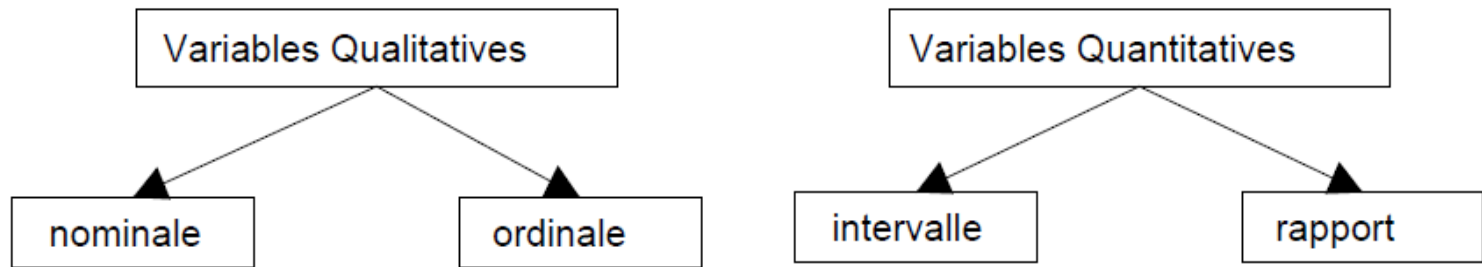 Variables Qualitatives
Variables Quantitatives
nominale
ordinale
intervalle
rapport